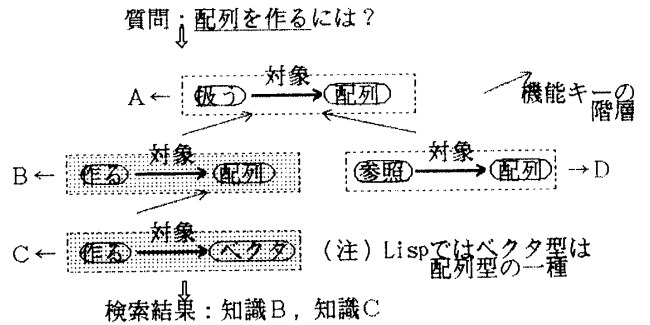 質問：配列を作るには？
⇩
対象
A ← 扱う 配列
機能キーの
階層
対象
B ← 作る 配列
対象
参照 配列 → D
対象
C ← 作る ベクタ
（注）Lispではベクタ型は
配列型の一種
⇩
検索結果：知識B，知識C